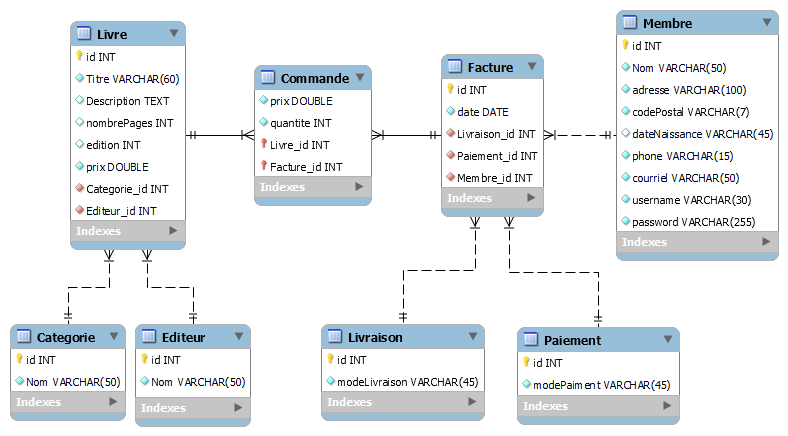 Livre
id INT
Titre VARCHAR(60)
Description TEXT
nombrePages INT
edition INT
prix DOUBLE
Categorie_id INT
Editeur_id INT
Indexes
Commande
prix DOUBLE
quantite INT
Livre_id INT
Facture_id INT
Indexes
Facture
id INT
date DATE
Livraison_id INT
Paiement_id INT
Membre_id INT
Indexes
Membre
id INT
Nom VARCHAR(50)
adresse VARCHAR(100)
codePostal VARCHAR(7)
dateNaissance VARCHAR(45)
phone VARCHAR(15)
courriel VARCHAR(50)
username VARCHAR(30)
password VARCHAR(255)
Indexes
Categorie
id INT
Nom VARCHAR(50)
Indexes
Editeur
id INT
Nom VARCHAR(50)
Indexes
Livraison
id INT
modeLivraison VARCHAR(45)
Indexes
Paiement
id INT
modePaiment VARCHAR(45)
Indexes